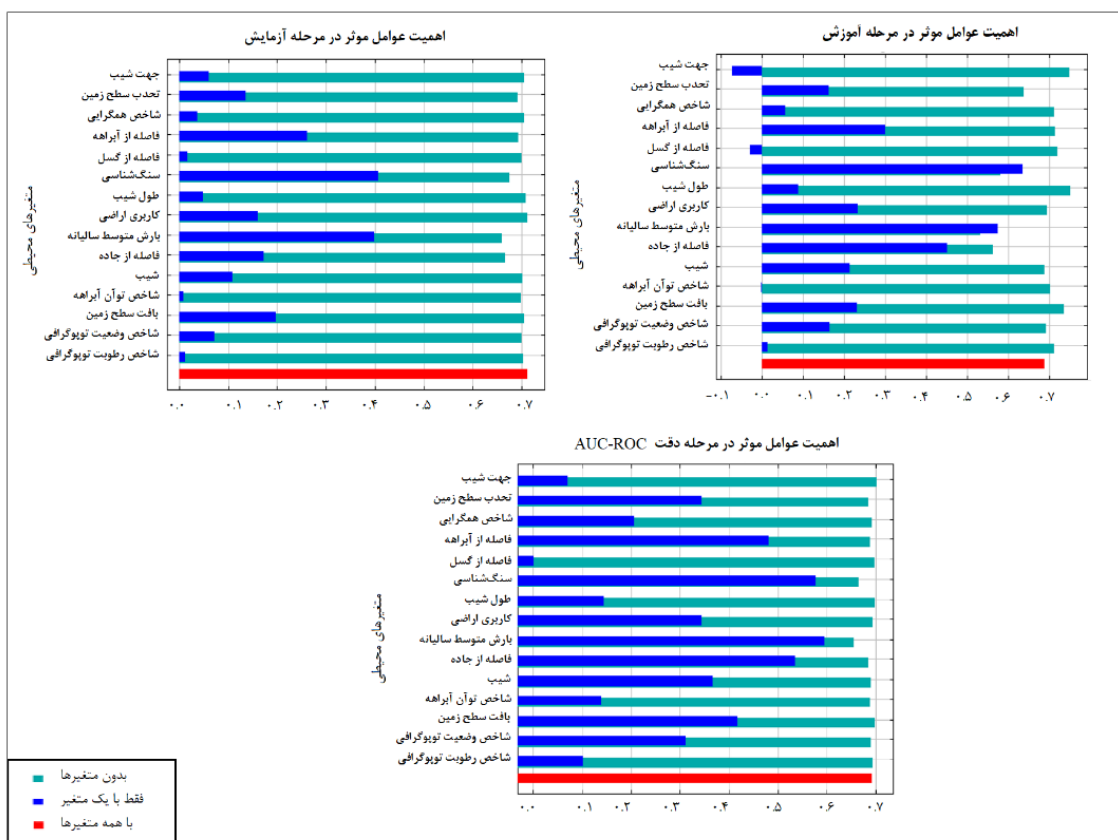 اهمیت عوامل موثر در مرحله آزمایش
جهت شیب
تحدب سطح زمین
شاخص همگرایی
فاصله از آبراهه
فاصله از گسل
سنگ‌شناسی
طول شیب
کاربری اراضی
بارش متوسط سالیانه
فاصله از جاده
شیب
شاخص توآن آبراهه
بافت سطح زمین
شاخص وضعیت توپوگرافی
شاخص رطوبت توپوگرافی
متغیرهای محیطی
۰.۰ ۰.۱ ۰.۲ ۰.۳ ۰.۴ ۰.۵ ۰.۶ ۰.۷
اهمیت عوامل موثر در مرحله آموزش
جهت شیب
تحدب سطح زمین
شاخص همگرایی
فاصله از آبراهه
فاصله از گسل
سنگ‌شناسی
طول شیب
کاربری اراضی
بارش متوسط سالیانه
فاصله از جاده
شیب
شاخص توآن آبراهه
بافت سطح زمین
شاخص وضعیت توپوگرافی
شاخص رطوبت توپوگرافی
متغیرهای محیطی
-۰.۱ ۰.۰ ۰.۱ ۰.۲ ۰.۳ ۰.۴ ۰.۵ ۰.۶ ۰.۷
اهمیت عوامل موثر در مرحله دقت AUC-ROC
جهت شیب
تحدب سطح زمین
شاخص همگرایی
فاصله از آبراهه
فاصله از گسل
سنگ‌شناسی
طول شیب
کاربری اراضی
بارش متوسط سالیانه
فاصله از جاده
شیب
شاخص توآن آبراهه
بافت سطح زمین
شاخص وضعیت توپوگرافی
شاخص رطوبت توپوگرافی
متغیرهای محیطی
۰.۰ ۰.۱ ۰.۲ ۰.۳ ۰.۴ ۰.۵ ۰.۶ ۰.۷
بدون متغیرها
فقط با یک متغیر
با همه متغیرها